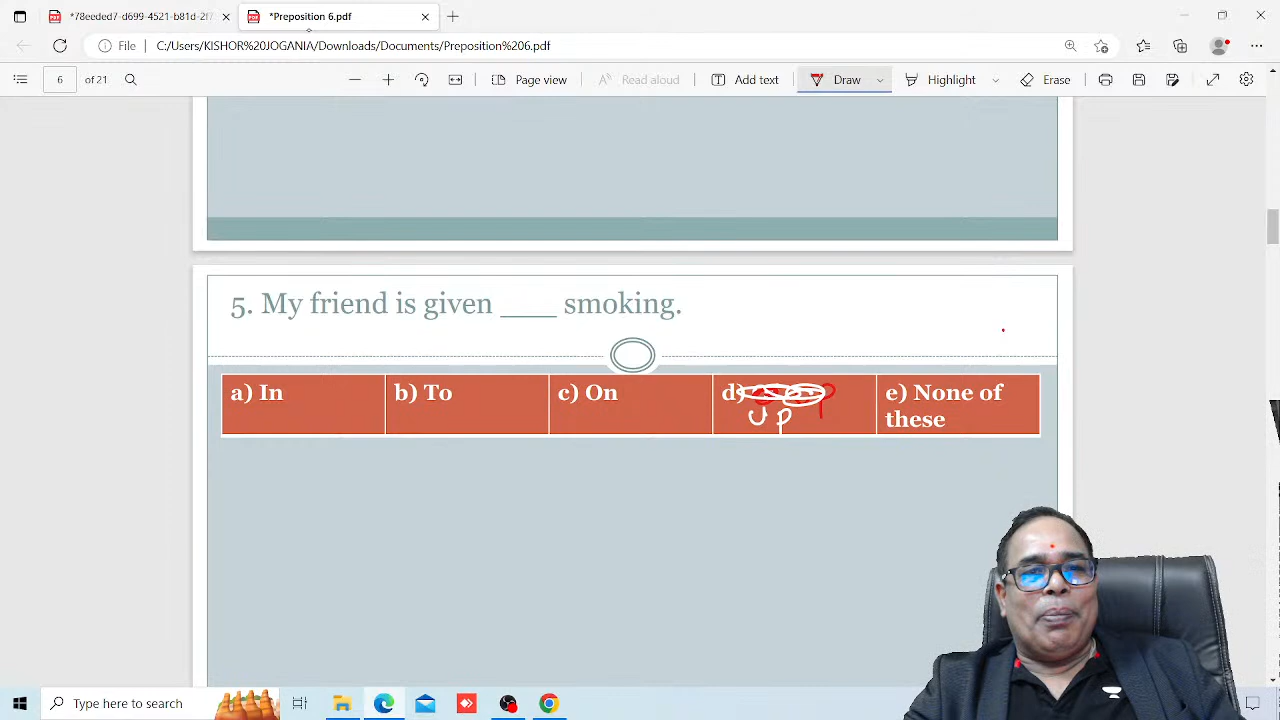 *78eeded7-d699-4521-b81d-2f7
*Preposition 6.pdf
File
C:/Users/KISHOR%20JOGANIA/Downloads/Documents/Preposition%206.pdf
6 of 21
Page view
Read aloud
Add text
Draw
Highlight
Erase
5. My friend is given ____ smoking.
a) In
b) To
c) On
d)
up
e) None of
these
Type here to search